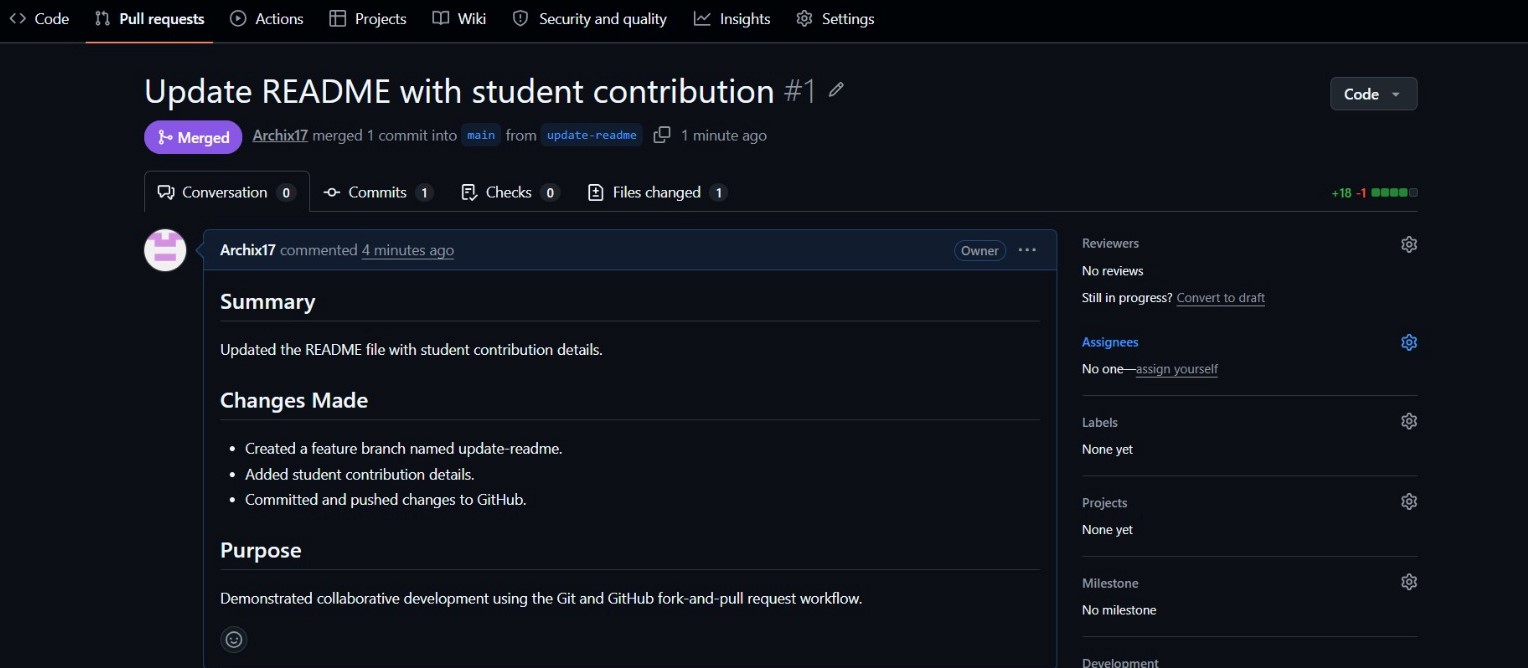 Code Pull requests Actions Projects Wiki Security and quality Insights Settings
Update README with student contribution #1
Code
Merged Archix17 merged 1 commit into main from update-readme 1 minute ago
Conversation 0 Commits 1 Checks 0 Files changed 1
+18 -1
Archix17 commented 4 minutes ago Owner
Summary
Updated the README file with student contribution details.
Changes Made
• Created a feature branch named update-readme.
• Added student contribution details.
• Committed and pushed changes to GitHub.
Purpose
Demonstrated collaborative development using the Git and GitHub fork-and-pull request workflow.
Reviewers
No reviews
Still in progress? Convert to draft
Assignees
No one—assign yourself
Labels
None yet
Projects
None yet
Milestone
No milestone
Development